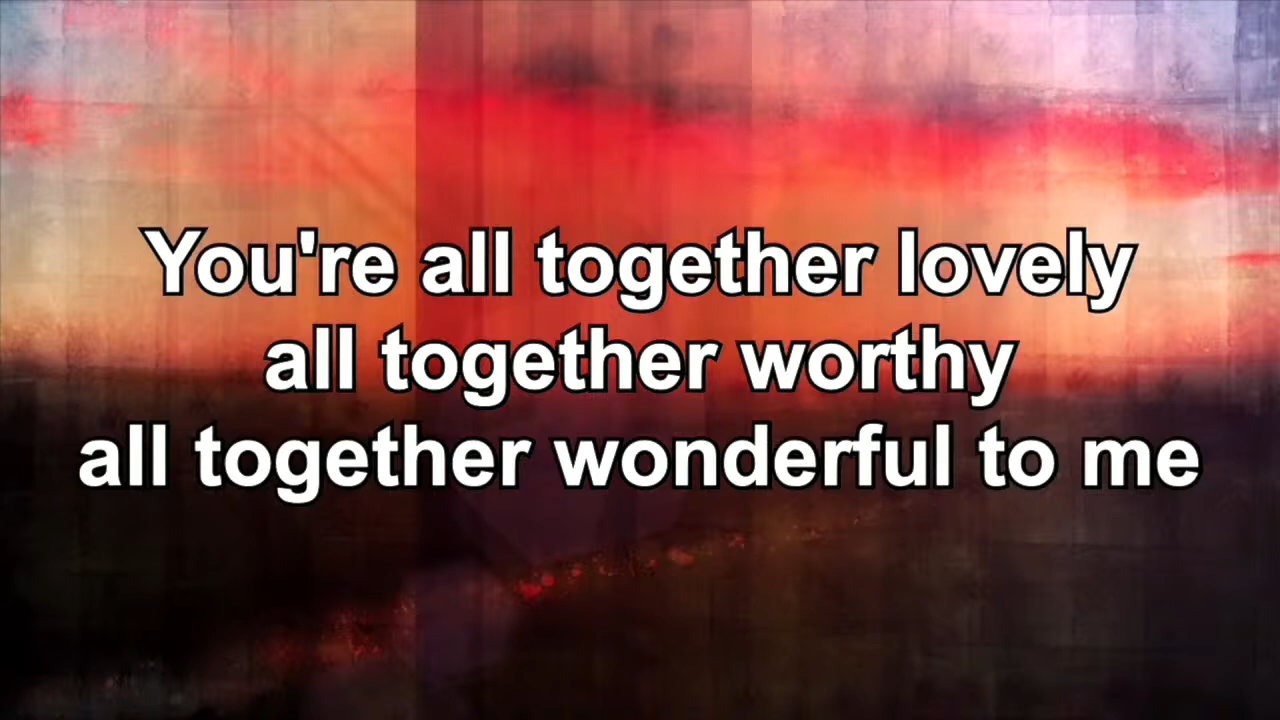 You're all together lovely
all together worthy
all together wonderful to me